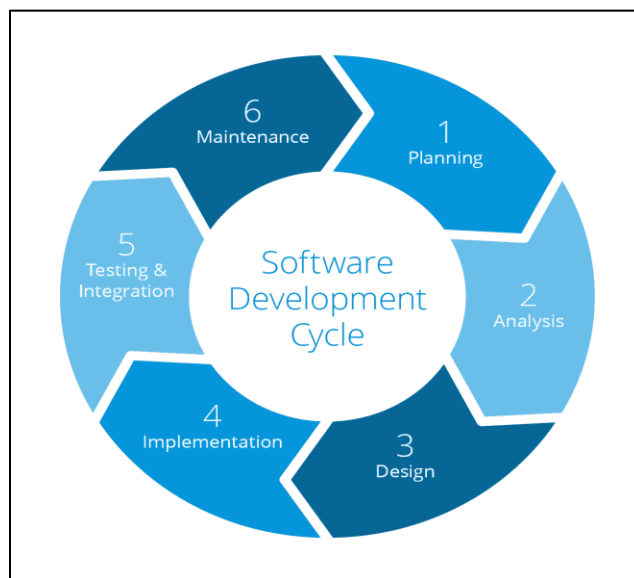 Software
Development
Cycle
1
Planning
2
Analysis
3
Design
4
Implementation
5
Testing &
Integration
6
Maintenance